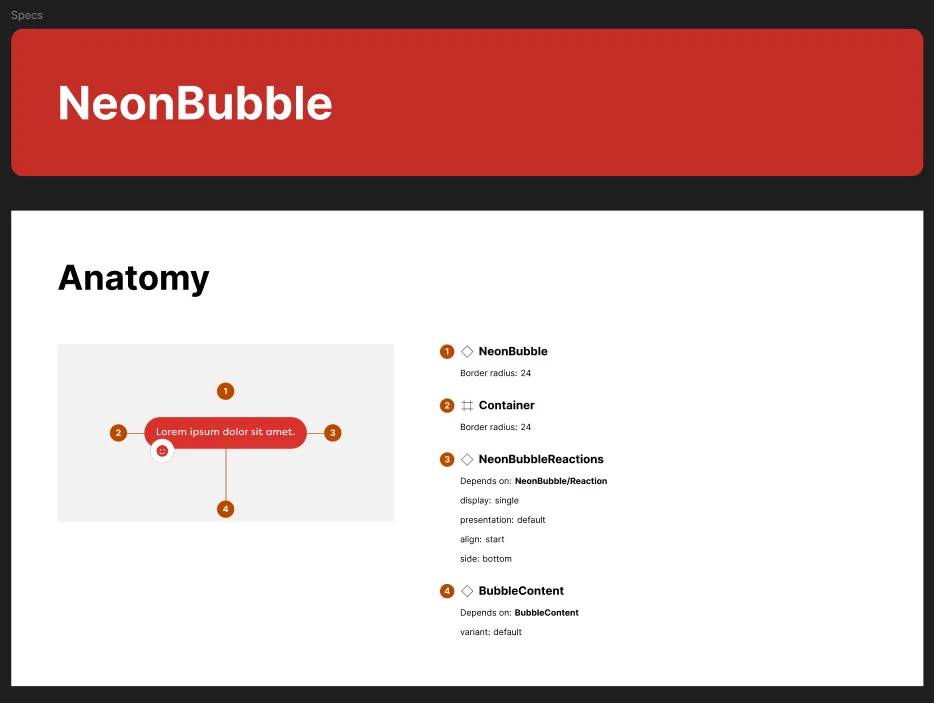 Specs
NeonBubble
Anatomy
1
2
Lorem ipsum dolor sit amet.
3
4
1 NeonBubble
Border radius: 24
2 Container
Border radius: 24
3 NeonBubbleReactions
Depends on: NeonBubble/Reaction
display: single
presentation: default
align: start
side: bottom
4 BubbleContent
Depends on: BubbleContent
variant: default